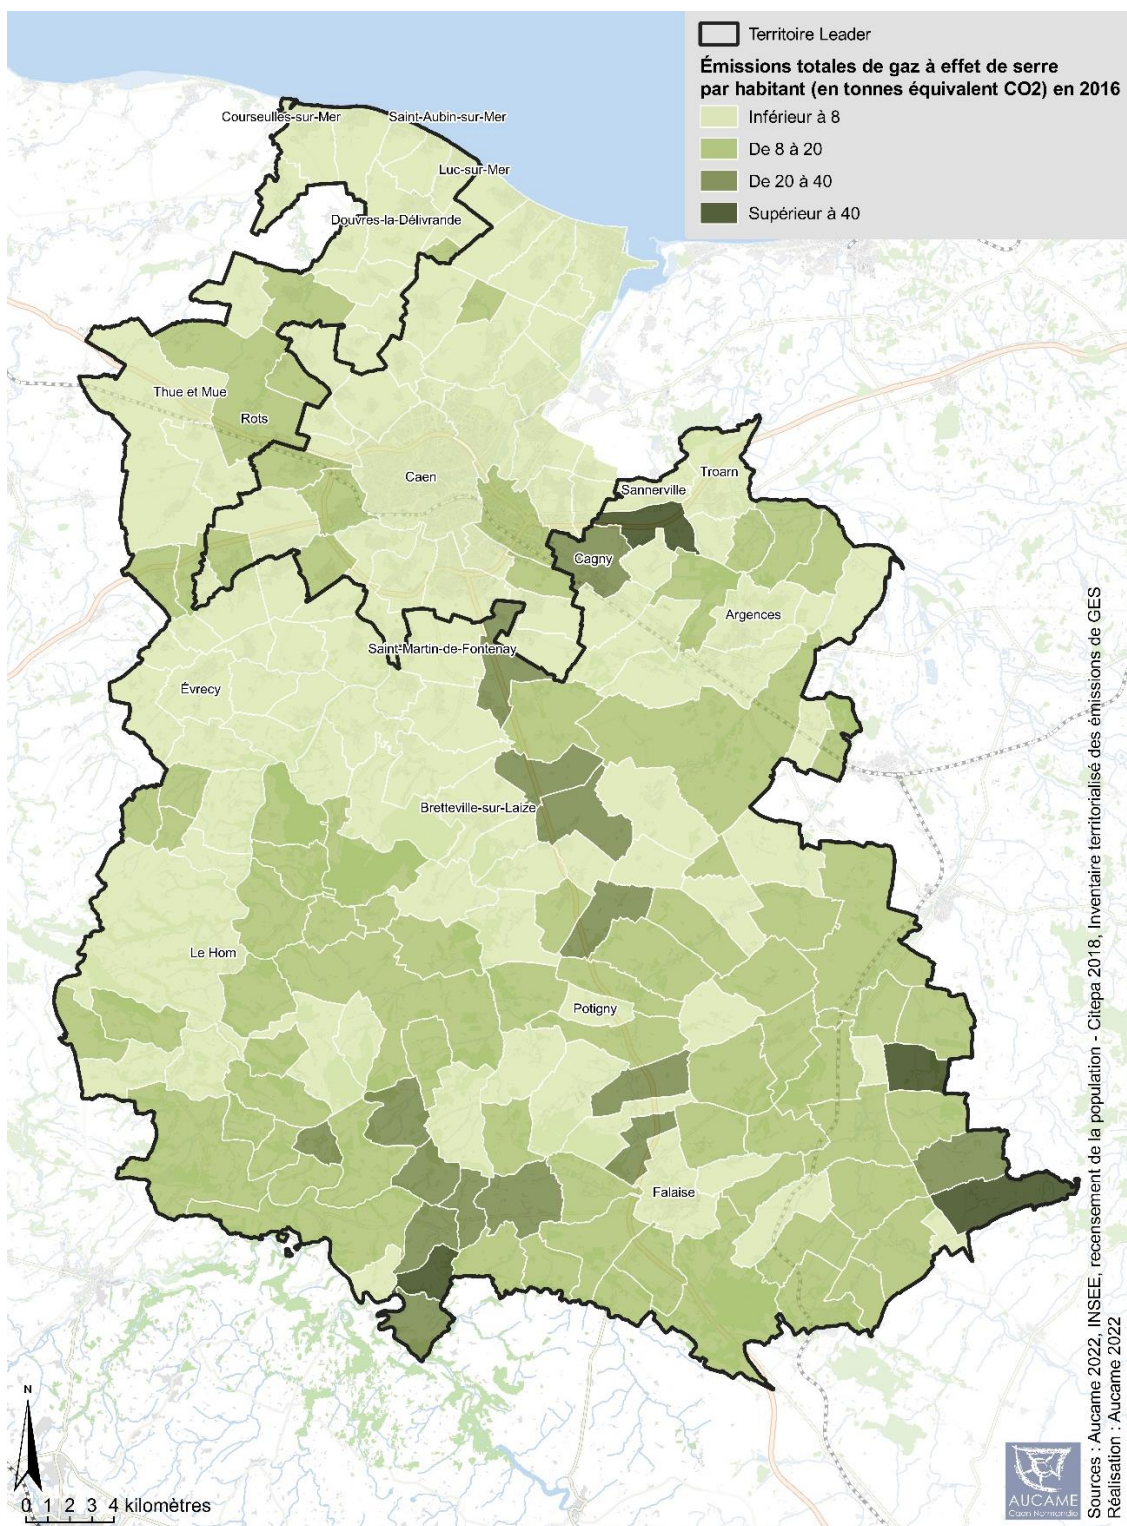 Territoire Leader
Émissions totales de gaz à effet de serre
par habitant (en tonnes équivalent CO2) en 2016
Inférieur à 8
De 8 à 20
De 20 à 40
Supérieur à 40
Courseulles-sur-Mer
Saint-Aubin-sur-Mer
Luc-sur-Mer
Douvres-la-Délivrande
Thue et Mue
Rots
Caen
Troarn
Sannerville
Cagny
Argences
Saint-Martin-de-Fontenay
Évrecy
Bretteville-sur-Laize
Le Hom
Potigny
Falaise
N
0 1 2 3 4 kilomètres
AUCAME
Caen Normandie
Sources : Aucame 2022, INSEE, recensement de la population - Citepa 2018, Inventaire territorialisé des émissions de GES
Réalisation : Aucame 2022